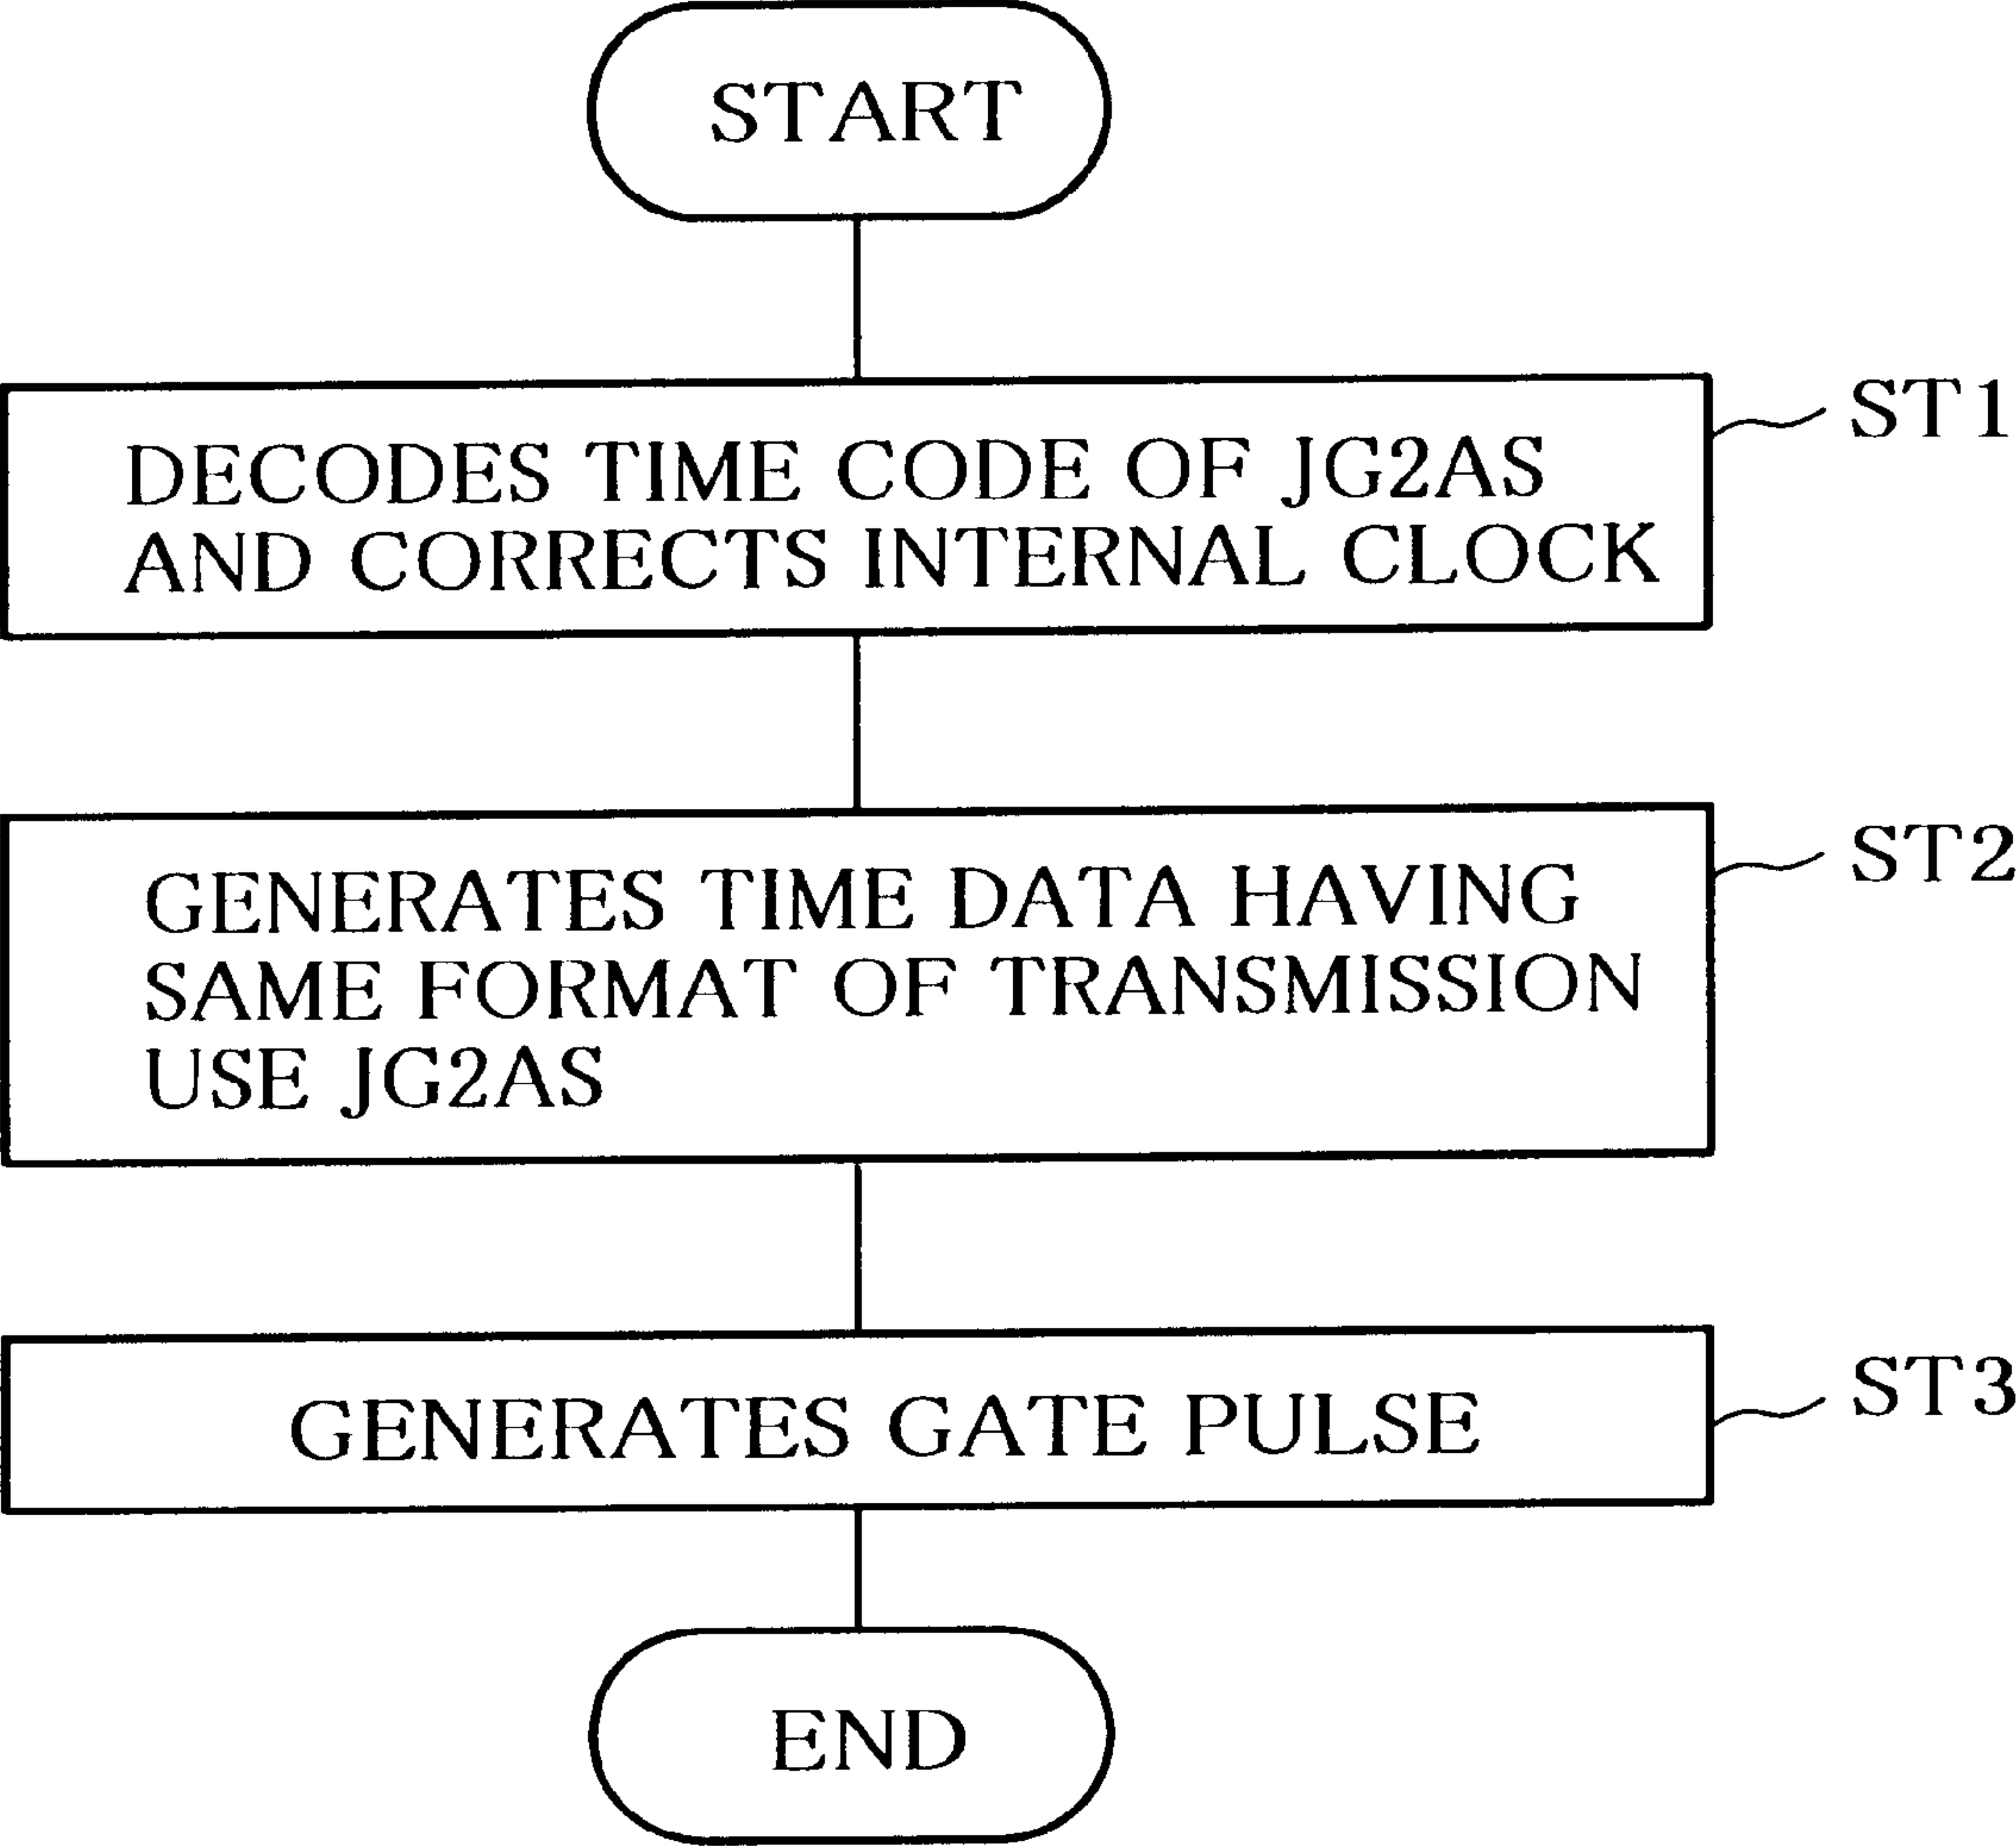 START
DECODES TIME CODE OF JG2AS
AND CORRECTS INTERNAL CLOCK
ST1
GENERATES TIME DATA HAVING
SAME FORMAT OF TRANSMISSION
USE JG2AS
ST2
GENERATES GATE PULSE
ST3
END